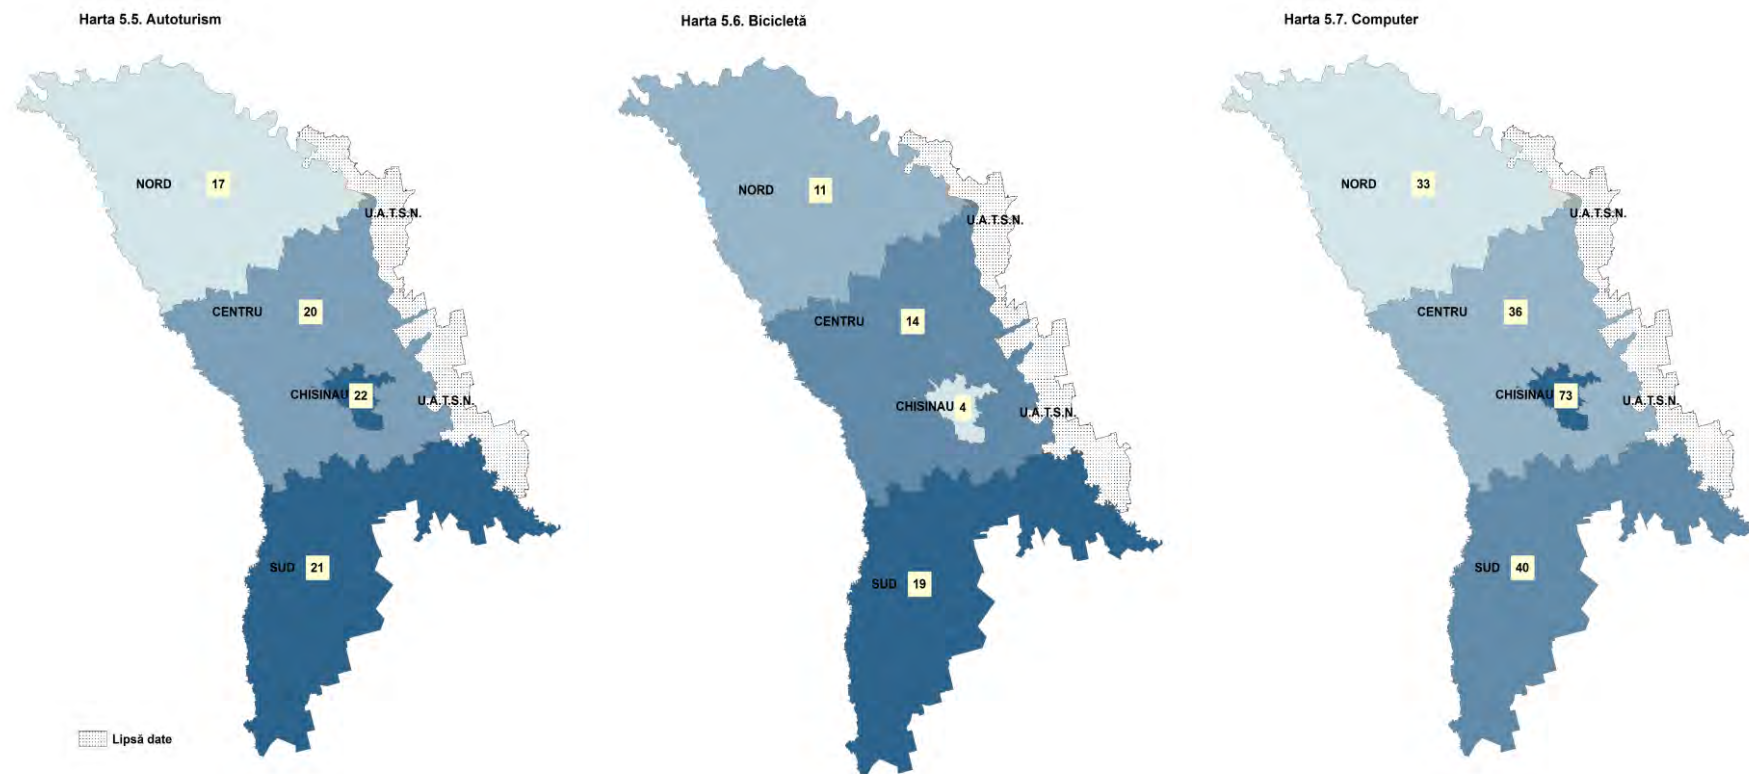 Harta 5.5. Autoturism
NORD 17
U.A.T.S.N.
CENTRU 20
CHISINAU 22
U.A.T.S.N.
SUD 21
Lipsă date
Harta 5.6. Bicicletă
NORD 11
U.A.T.S.N.
CENTRU 14
CHISINAU 4
U.A.T.S.N.
SUD 19
Harta 5.7. Computer
NORD 33
U.A.T.S.N.
CENTRU 36
CHISINAU 73
U.A.T.S.N.
SUD 40